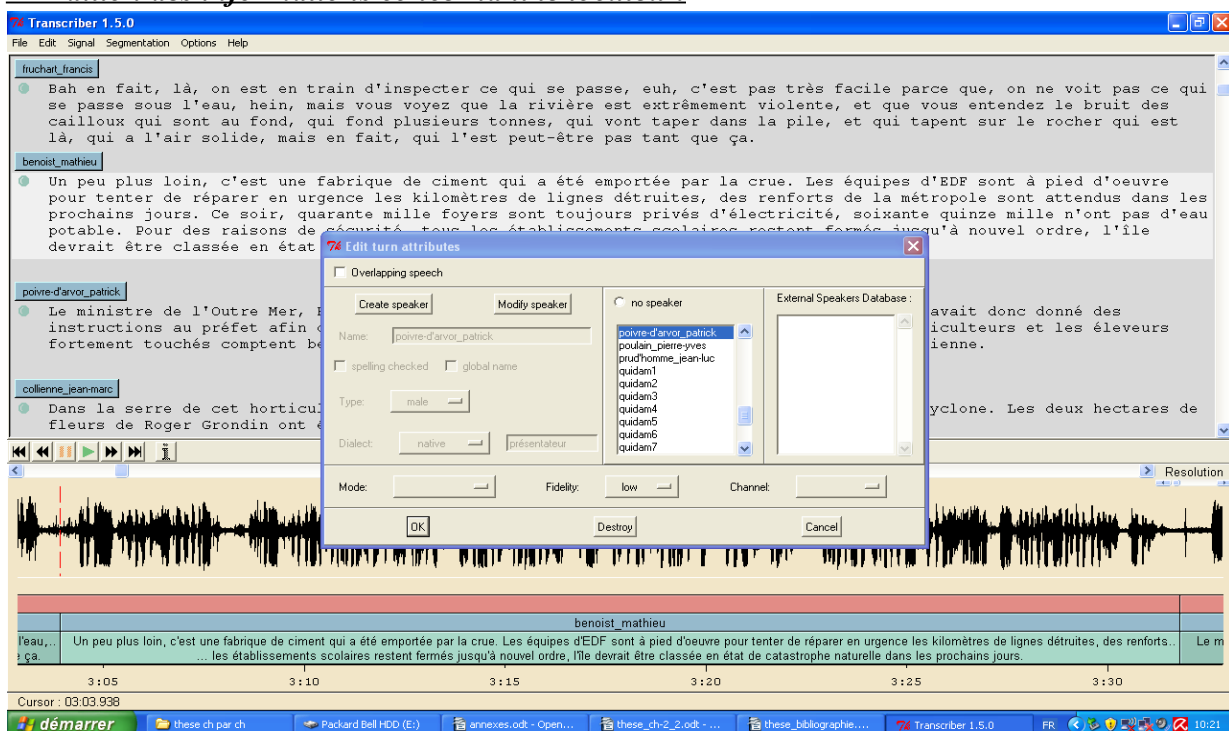 Transcriber 1.5.0
File Edit Signal Segmentation Options Help
fruchart_francis
Bah en fait, là, on est en train d'inspecter ce qui se passe, euh, c'est pas très facile parce que, on ne voit pas ce qui
se passe sous l'eau, hein, mais vous voyez que la rivière est extrêmement violente, et que vous entendez le bruit des
cailloux qui sont au fond, qui fond plusieurs tonnes, qui vont taper dans la pile, et qui tapent sur le rocher qui est
là, qui a l'air solide, mais en fait, qui l'est peut-être pas tant que ça.
benoist_mathieu
Un peu plus loin, c'est une fabrique de ciment qui a été emportée par la crue. Les équipes d'EDF sont à pied d'oeuvre
pour tenter de réparer en urgence les kilomètres de lignes détruites, des renforts de la métropole sont attendus dans les
prochains jours. Ce soir, quarante mille foyers sont toujours privés d'électricité, soixante quinze mille n'ont pas d'eau
potable. Pour des raisons de sécurité, tous les établissements scolaires restent fermés jusqu'à nouvel ordre, l'île
devrait être classée en état
poivre-d'arvor_patrick
Le ministre de l'Outre Mer, avait donc donné des
instructions au préfet afin iculteurs et les éleveurs
fortement touchés comptent ienne.
collienne_jean-marc
Dans la serre de cet horticul yclone. Les deux hectares de
fleurs de Roger Grondin ont
Edit turn attributes
Overlapping speech
Create speaker Modify speaker
Name: poivre-d'arvor_patrick
spelling checked global name
Type: male
Dialect: native présentateur
no speaker
poivre-d'arvor_patrick
poulain_pierre-yves
prud'homme_jean-luc
quidam1
quidam2
quidam3
quidam4
quidam5
quidam6
quidam7
External Speakers Database :
Mode: Fidelity: low Channel:
OK Destroy Cancel
Resolution
benoist_mathieu
l'eau,.. Un peu plus loin, c'est une fabrique de ciment qui a été emportée par la crue. Les équipes d'EDF sont à pied d'oeuvre pour tenter de réparer en urgence les kilomètres de lignes détruites, des renforts.. Le m
ça. ... les établissements scolaires restent fermés jusqu'à nouvel ordre, l'île devrait être classée en état de catastrophe naturelle dans les prochains jours.
3:05 3:10 3:15 3:20 3:25 3:30
Cursor : 03:03.938
démarrer these ch par ch Packard Bell HDD (E:) annexes.odt - Open... these_ch-2_2.odt - ... these_bibliographie.... Transcriber 1.5.0 FR 10:21